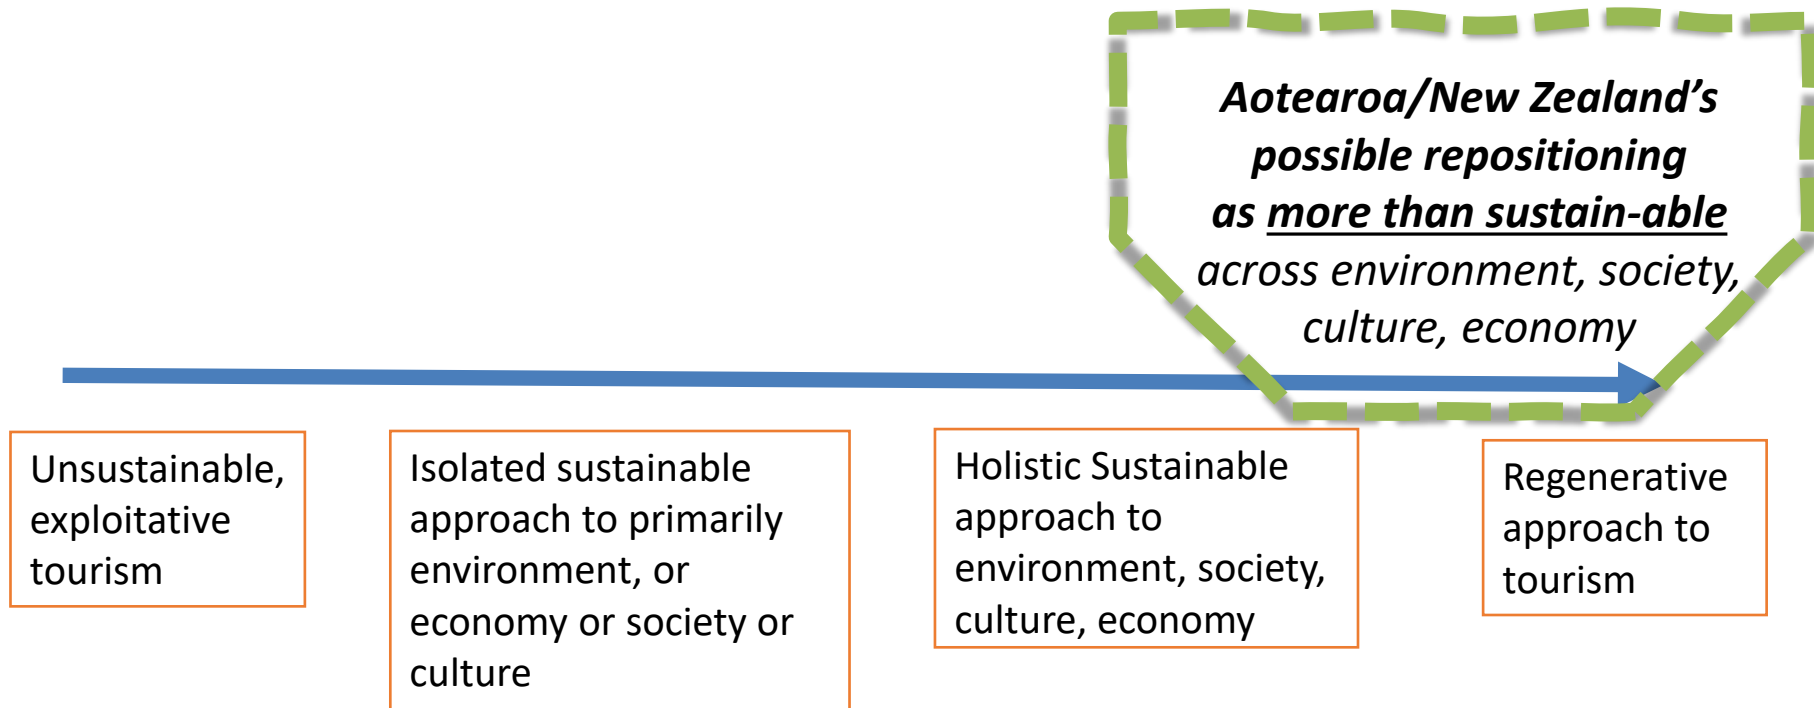 Aotearoa/New Zealand’s
possible repositioning
as more than sustain-able
across environment, society,
culture, economy
Unsustainable,
exploitative
tourism
Isolated sustainable
approach to primarily
environment, or
economy or society or
culture
Holistic Sustainable
approach to
environment, society,
culture, economy
Regenerative
approach to
tourism